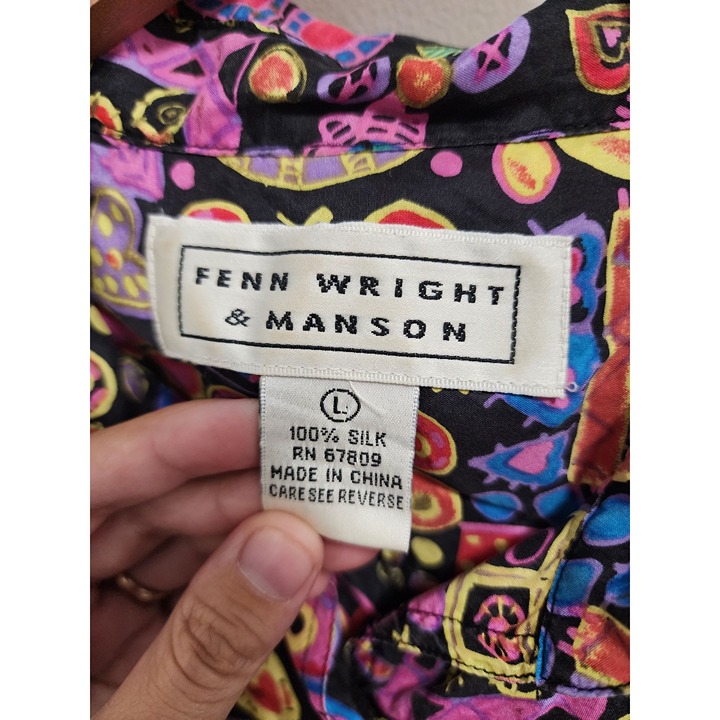 FENN WRIGHT
& MANSON
L
100% SILK
RN 67809
MADE IN CHINA
CARE SEE REVERSE